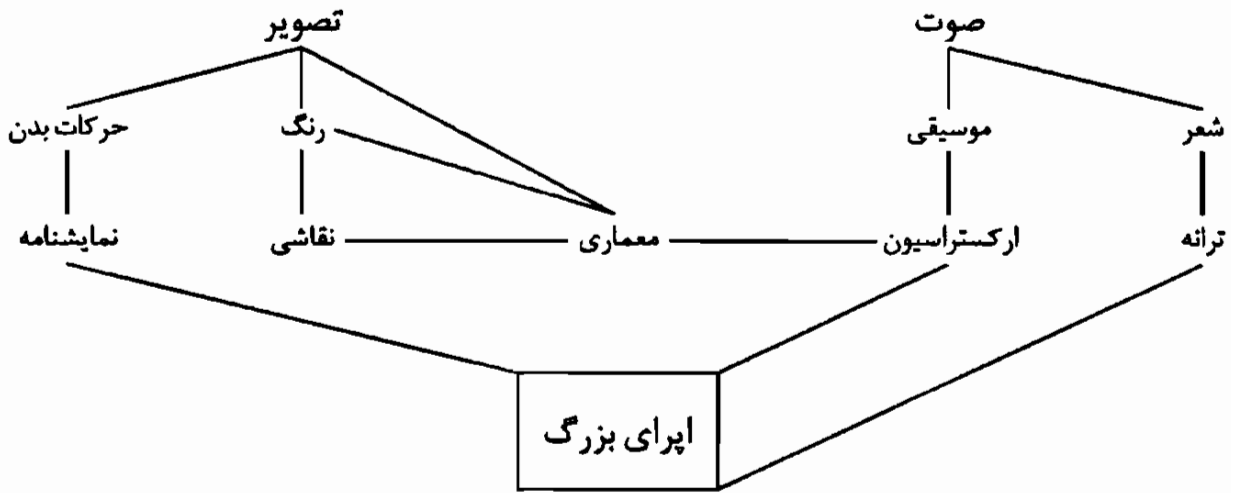 صوت تصویر
شعر موسیقی رنگ حرکات بدن
ترانه ارکستراسیون معماری نقاشی نمایشنامه
اپرای بزرگ